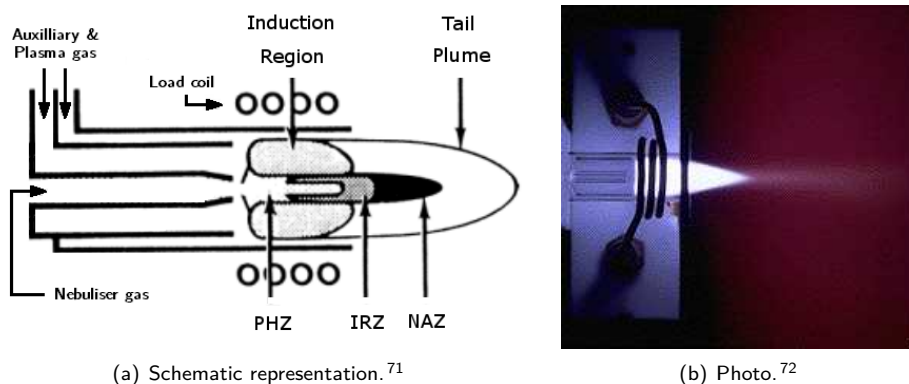 Auxilliary &
Plasma gas
Induction
Region
Tail
Plume
Load coil
Nebuliser gas
PHZ
IRZ
NAZ
(a) Schematic representation.71
(b) Photo.72